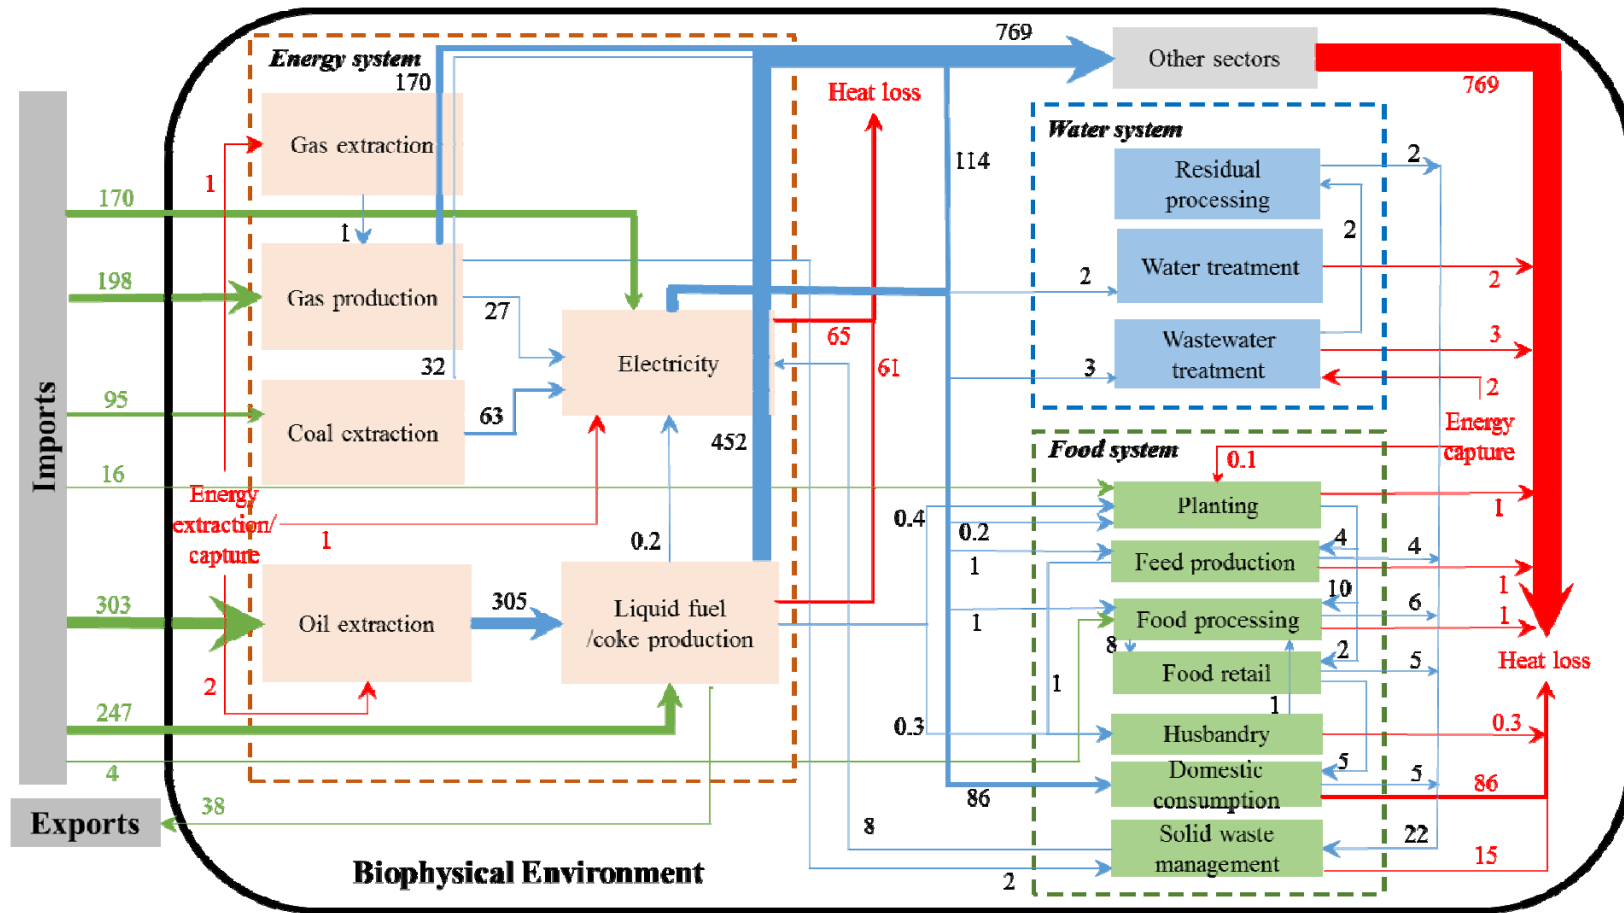 Energy system
769
Other sectors
769
170
Heat loss
Water system
Gas extraction
1
114
Residual
processing
2
170
1
2
198
Gas production
27
2
Water treatment
2
65
Electricity
61
32
3
Wastewater
treatment
3
2
95
Coal extraction
63
452
Energy
capture
Food system
0.1
Imports
16
Energy
extraction/
capture
1
0.2
0.4
0.2
Planting
1
4
4
1
Feed production
1
10
6
303
Oil extraction
305
Liquid fuel
/coke production
1
Food processing
1
8
2
5
Heat loss
Food retail
2
1
1
247
0.3
Husbandry
0.3
4
5
5
86
Domestic
consumption
86
38
Exports
8
Solid waste
management
22
15
2
Biophysical Environment